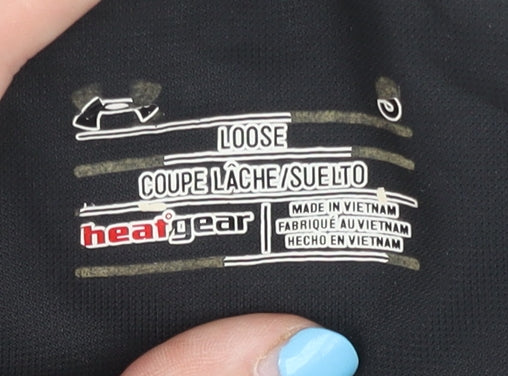 LOOSE
COUPE LÂCHE/SUELTO
heatgear
MADE IN VIETNAM
FABRIQUÉ AU VIETNAM
HECHO EN VIETNAM